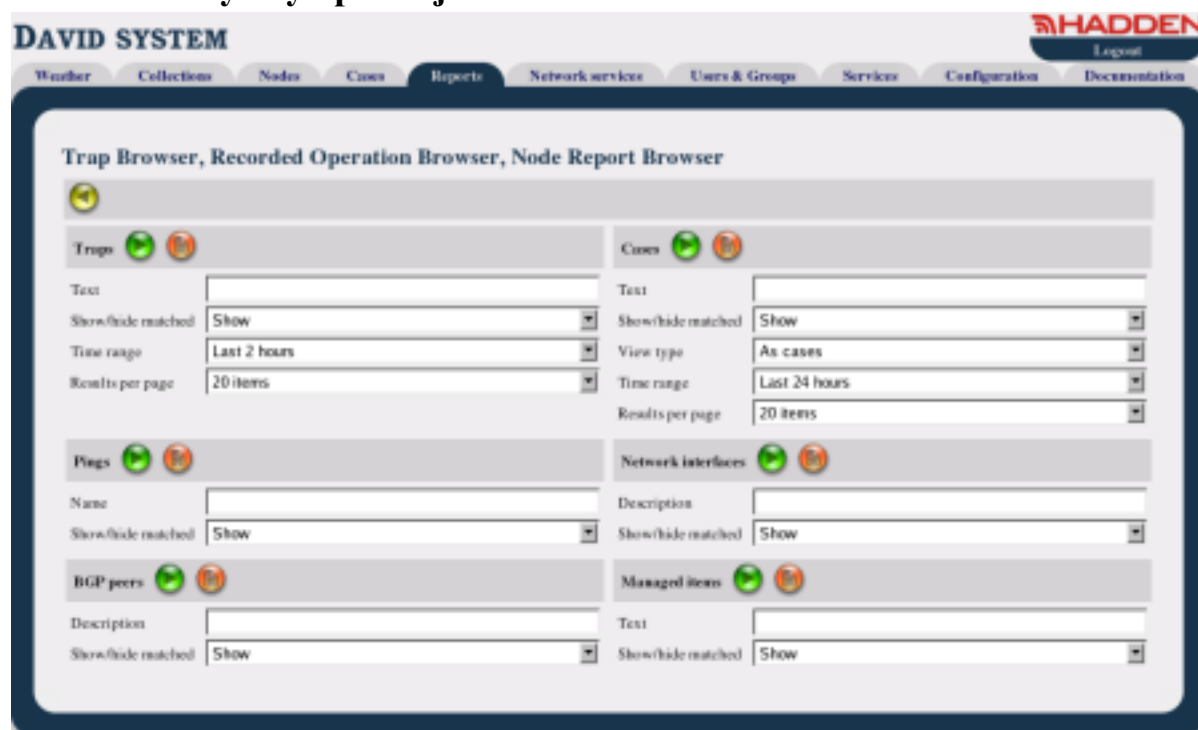 DAVID SYSTEM
HADDEN
Logout
Weather Collections Nodes Cases Reports Network services Users & Groups Services Configuration Documentation
Trap Browser, Recorded Operation Browser, Node Report Browser
Traps
Text
Show/hide matched Show
Time range Last 2 hours
Results per page 20 items
Cases
Text
Show/hide matched Show
View type As cases
Time range Last 24 hours
Results per page 20 items
Pings
Name
Show/hide matched Show
Network interfaces
Description
Show/hide matched Show
BGP peers
Description
Show/hide matched Show
Managed items
Text
Show/hide matched Show